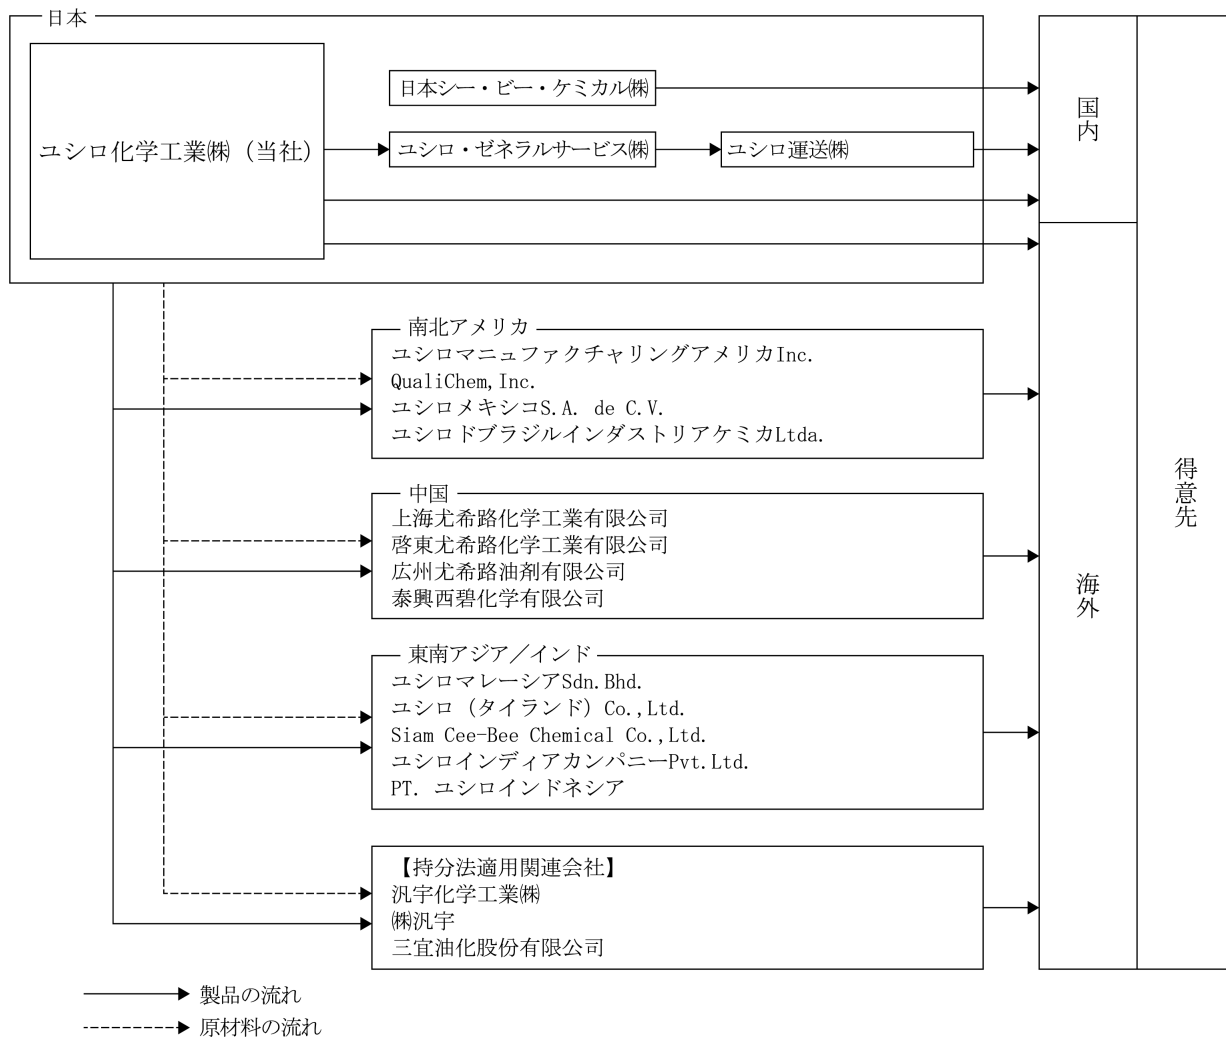 日本
ユシロ化学工業㈱（当社）
日本シー・ビー・ケミカル㈱
ユシロ・ゼネラルサービス㈱
ユシロ運送㈱
国内
海外
得意先
南北アメリカ
ユシロマニュファクチャリングアメリカInc.
QualiChem,Inc.
ユシロメキシコS.A. de C.V.
ユシロドブラジルインダストリアケミカLtda.
中国
上海尤希路化学工業有限公司
啓東尤希路化学工業有限公司
広州尤希路油剤有限公司
泰興西碧化学有限公司
東南アジア／インド
ユシロマレーシアSdn.Bhd.
ユシロ（タイランド）Co.,Ltd.
Siam Cee-Bee Chemical Co.,Ltd.
ユシロインディアカンパニーPvt.Ltd.
PT. ユシロインドネシア
【持分法適用関連会社】
汎宇化学工業㈱
㈱汎宇
三宜油化股份有限公司
製品の流れ
原材料の流れ